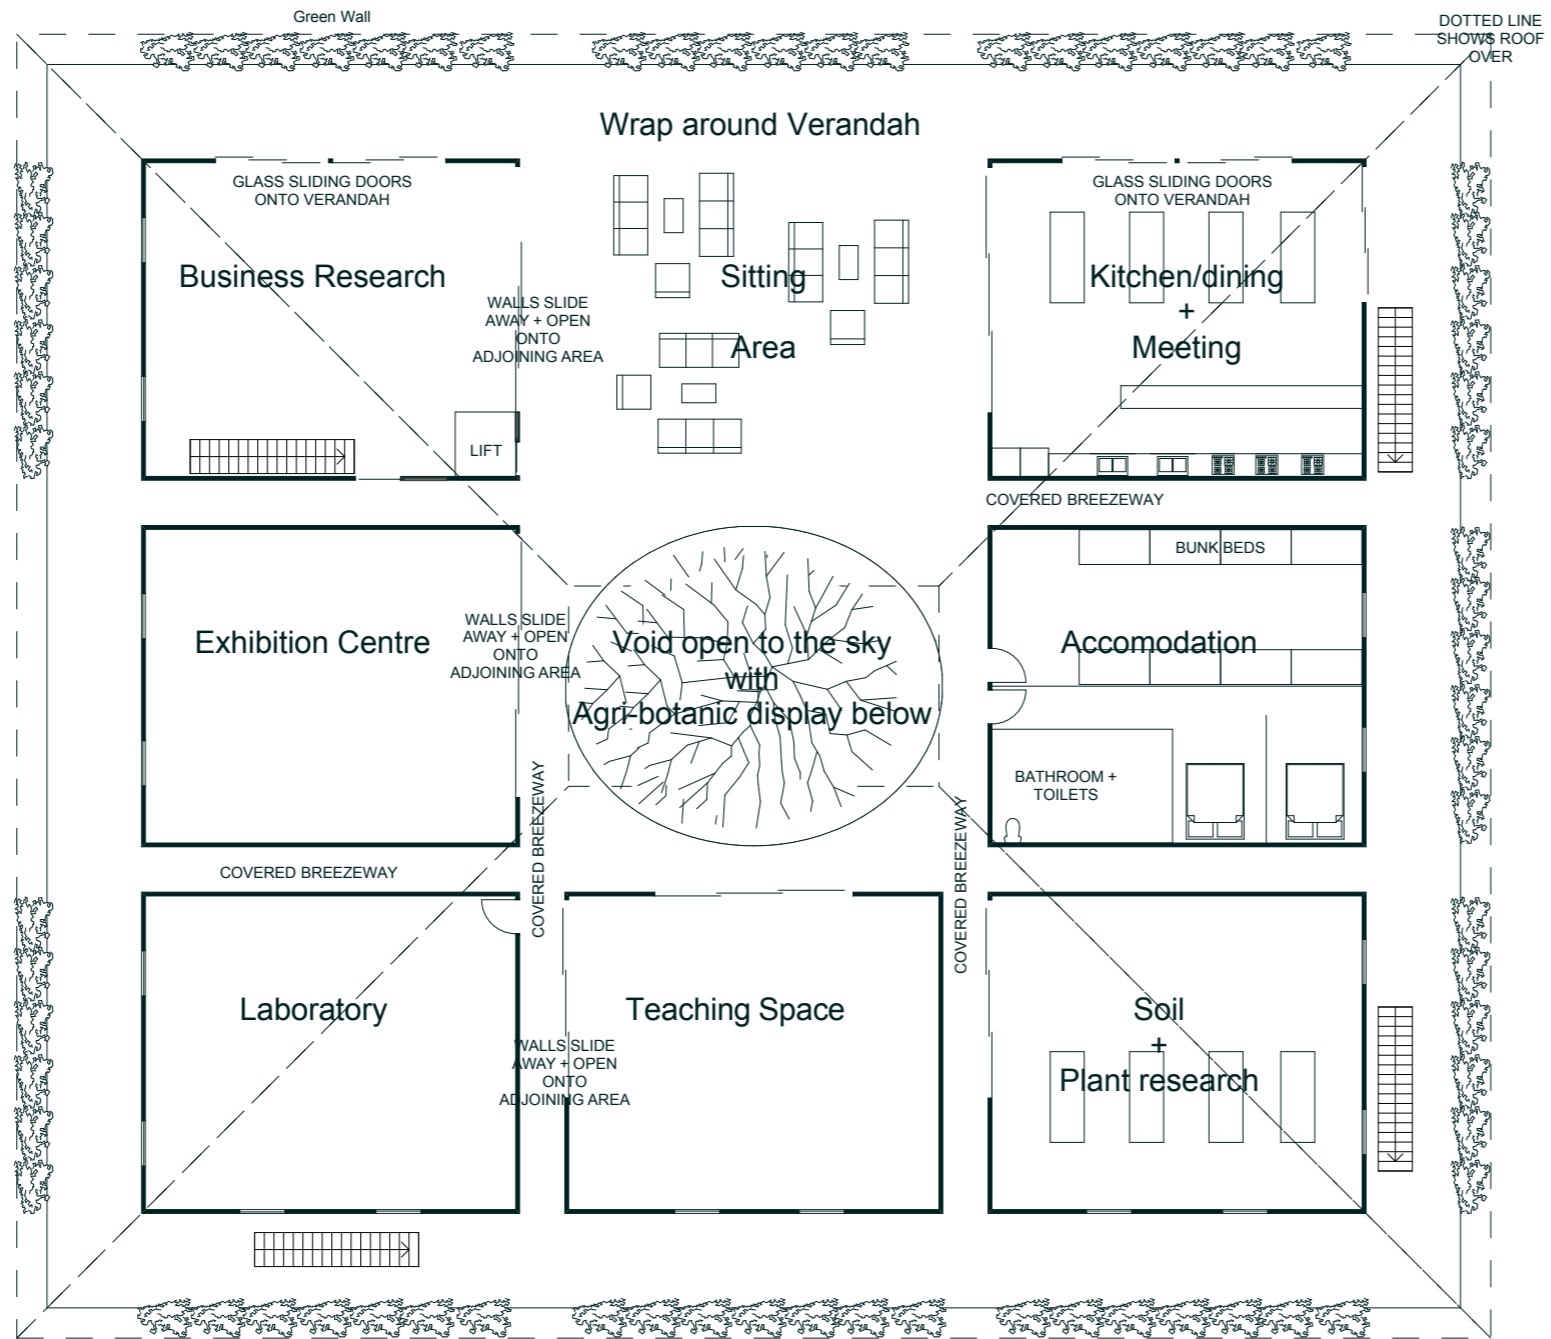 Green Wall
DOTTED LINE
SHOWS ROOF
OVER
Wrap around Verandah
GLASS SLIDING DOORS
ONTO VERANDAH
GLASS SLIDING DOORS
ONTO VERANDAH
Business Research
Sitting
Area
Kitchen/dining
+
Meeting
WALLS SLIDE
AWAY + OPEN
ONTO
ADJOINING AREA
LIFT
COVERED BREEZEWAY
BUNK BEDS
Exhibition Centre
WALLS SLIDE
AWAY + OPEN
ONTO
ADJOINING AREA
Void open to the sky
with
Agri-botanic display below
Accomodation
BATHROOM +
TOILETS
COVERED BREEZEWAY
COVERED BREEZEWAY
COVERED BREEZEWAY
Laboratory
Teaching Space
Soil
+
Plant research
WALLS SLIDE
AWAY + OPEN
ONTO
ADJOINING AREA